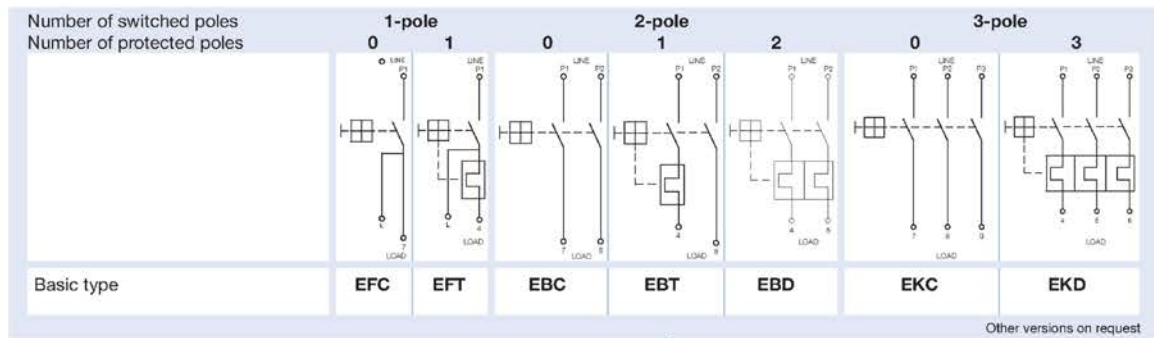 Number of switched poles 1-pole 2-pole 3-pole
Number of protected poles 0 1 0 1 2 0 3
LINE LINE LINE LINE LINE LINE LINE
P1 P1 P1 P2 P1 P2 P1 P2 P1 P2 P3 P1 P2 P3
L 7 L 4 7 8 4 8 4 6 7 8 9 4 5 6
LOAD LOAD LOAD LOAD LOAD LOAD LOAD
Basic type EFC EFT EBC EBT EBD EKC EKD
Other versions on request